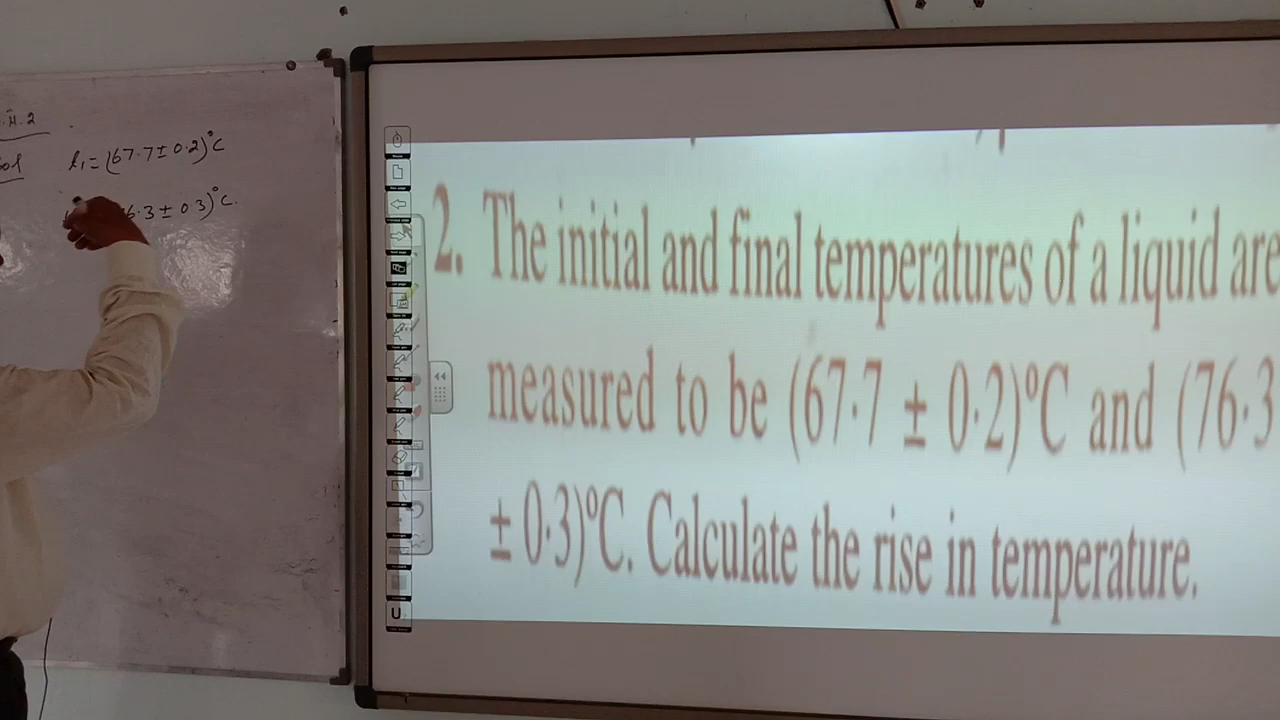 t₁ = (67.7 ± 0.2)°C
6.3 ± 0.3)°C.
2. The initial and final temperatures of a liquid are
measured to be (67·7 ± 0·2)°C and (76·3
± 0·3)°C. Calculate the rise in temperature.